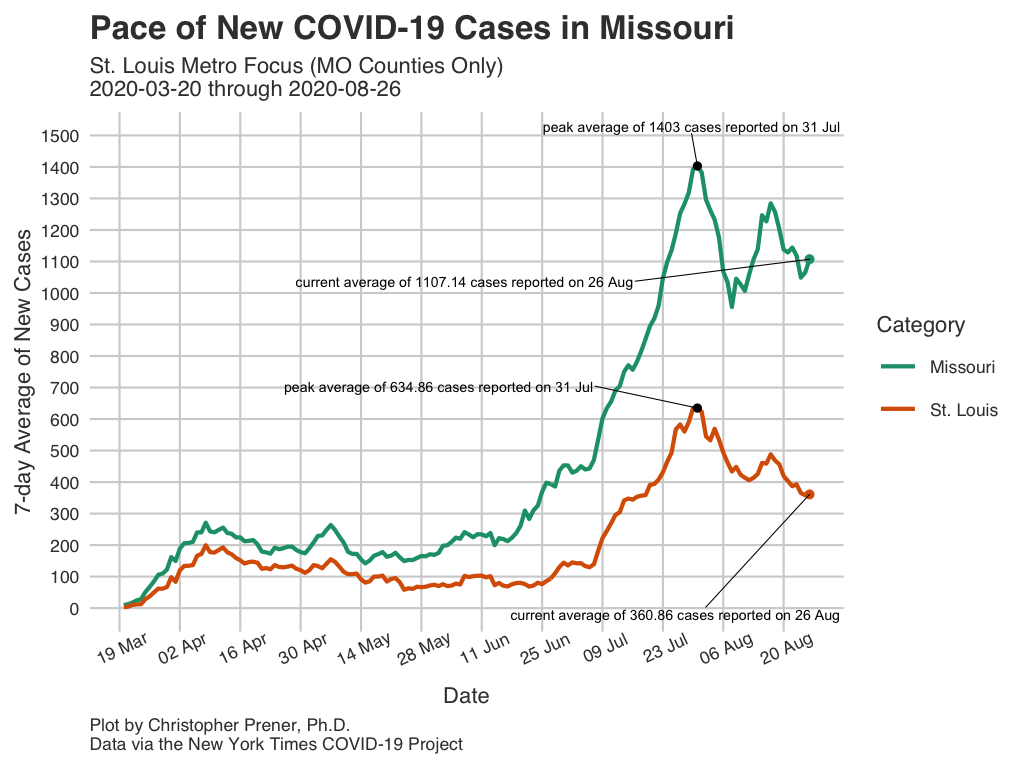 Pace of New COVID-19 Cases in Missouri
St. Louis Metro Focus (MO Counties Only)
2020-03-20 through 2020-08-26
7-day Average of New Cases
1500
1400
1300
1200
1100
1000
900
800
700
600
500
400
300
200
100
0
peak average of 1403 cases reported on 31 Jul
current average of 1107.14 cases reported on 26 Aug
peak average of 634.86 cases reported on 31 Jul
current average of 360.86 cases reported on 26 Aug
19 Mar
02 Apr
16 Apr
30 Apr
14 May
28 May
11 Jun
25 Jun
09 Jul
23 Jul
06 Aug
20 Aug
Date
Category
Missouri
St. Louis
Plot by Christopher Prener, Ph.D.
Data via the New York Times COVID-19 Project